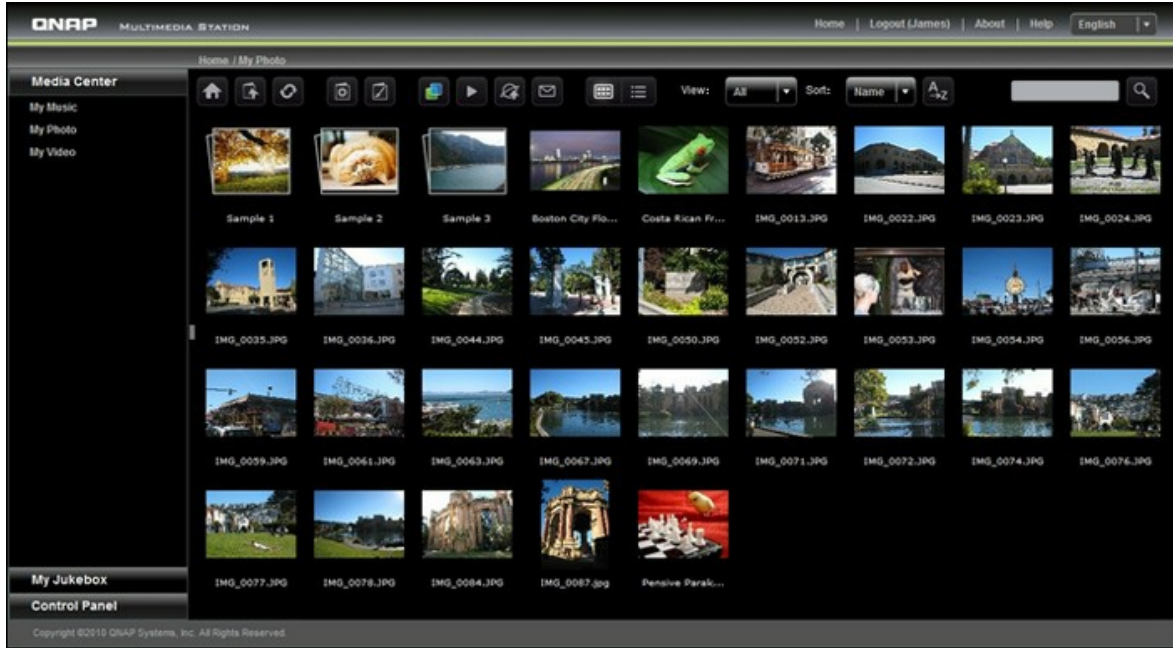 QNAP MULTIMEDIA STATION Home | Logout (James) | About | Help English
Home / My Photo
Media Center
My Music
My Photo
My Video
View: All Sort: Name A→Z
Sample 1 Sample 2 Sample 3 Boston City Flo... Costa Rican Fr... IMG_0013.JPG IMG_0022.JPG IMG_0023.JPG IMG_0024.JPG
IMG_0035.JPG IMG_0036.JPG IMG_0044.JPG IMG_0045.JPG IMG_0050.JPG IMG_0052.JPG IMG_0053.JPG IMG_0054.JPG IMG_0056.JPG
IMG_0059.JPG IMG_0061.JPG IMG_0063.JPG IMG_0067.JPG IMG_0069.JPG IMG_0071.JPG IMG_0072.JPG IMG_0074.JPG IMG_0076.JPG
IMG_0077.JPG IMG_0078.JPG IMG_0084.JPG IMG_0087.jpg Pensive Parak...
My Jukebox
Control Panel
Copyright ©2010 QNAP Systems, Inc. All Rights Reserved.